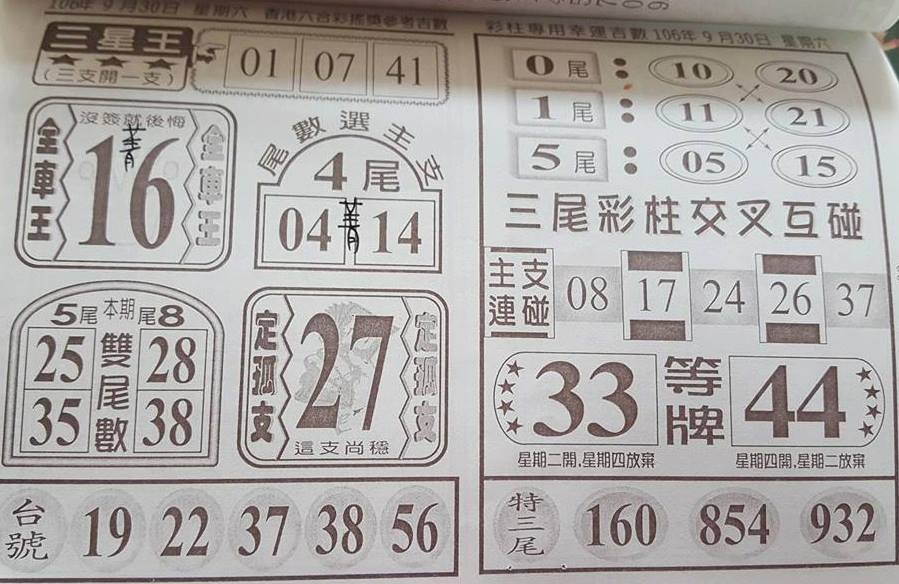 106年9月30日 星期六 香港六合彩搖獎參考吉數
三星王
★★★
(三支開一支)
01 07 41
沒簽就後悔
全車王
16
菁
全車王
尾數選主支
4尾
04 菁 14
5尾 本期 尾8
雙尾數
25 28
35 38
定孤支
27
定孤支
這支尚穩
台號 19 22 37 38 56
彩柱專用幸運吉數 106年9月30日 星期六
0尾 : 10 20
1尾 : 11 21
5尾 : 05 15
三尾彩柱交叉互碰
主支連碰 08 17 24 26 37
33 等牌 44
星期二開.星期四放棄 星期四開.星期二放棄
特三尾 160 854 932